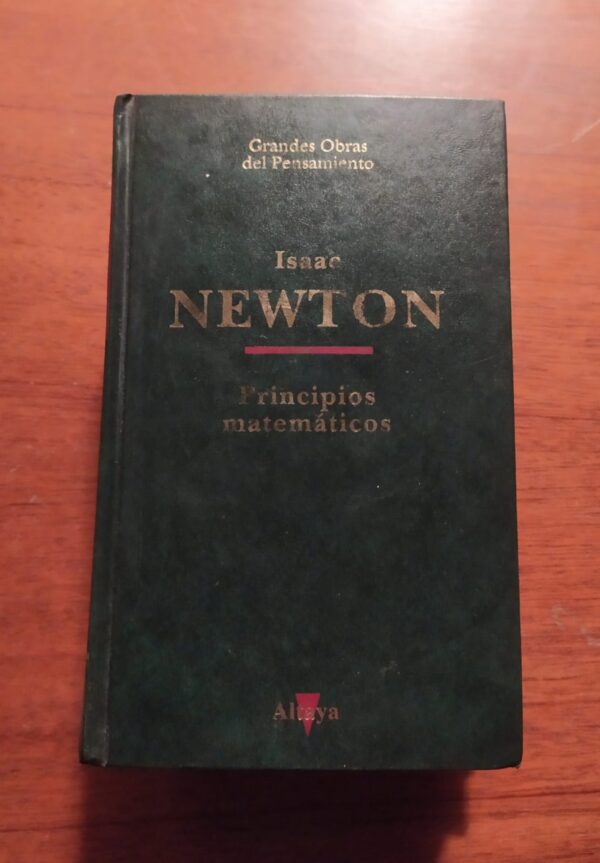 Grandes Obras
del Pensamiento
Isaac
NEWTON
Principios
matemáticos
Altaya